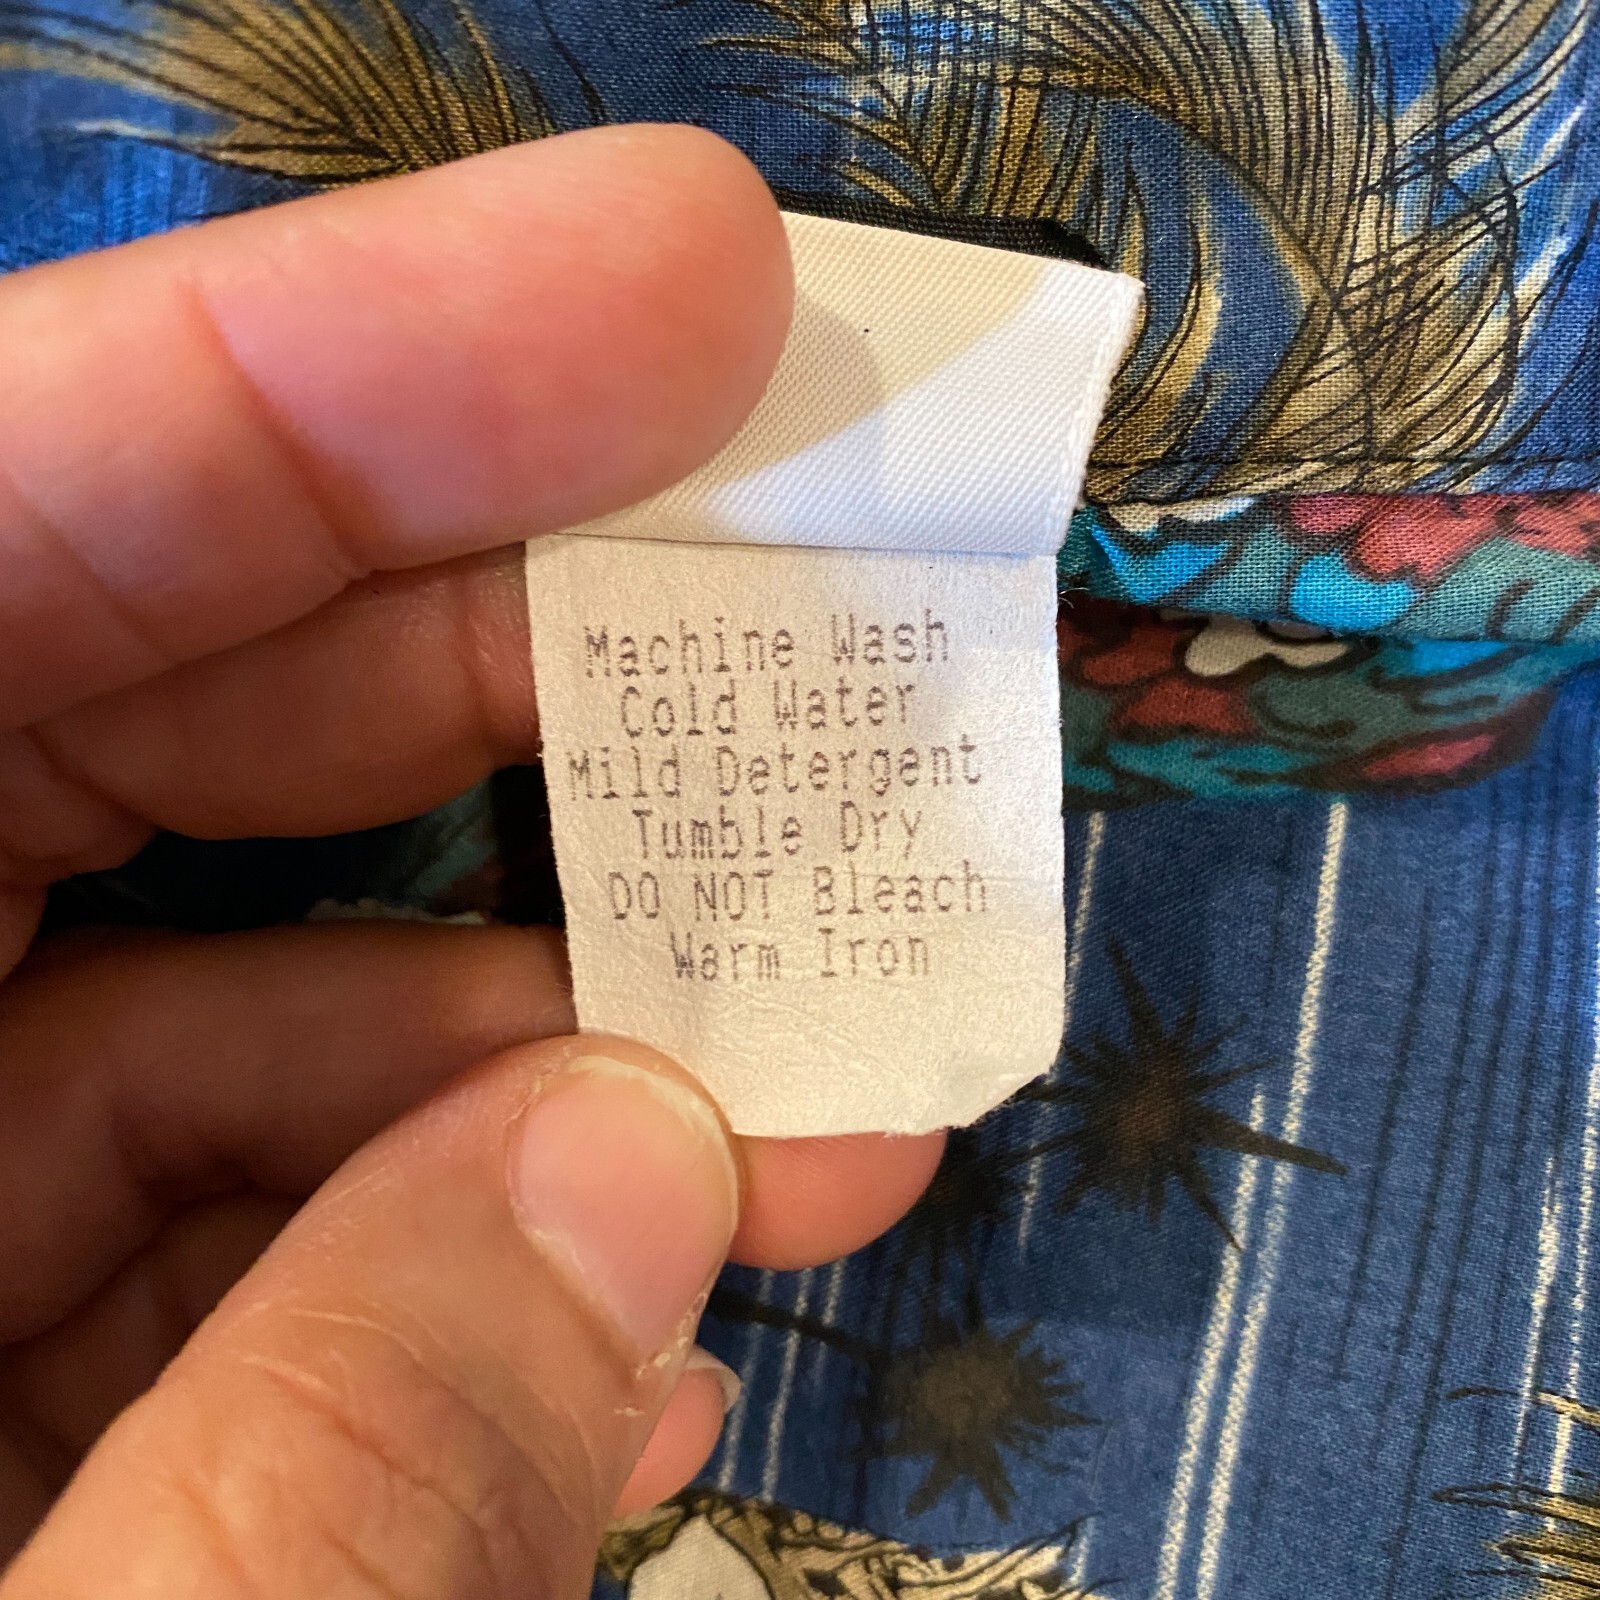 Machine Wash
Cold Water
Mild Detergent
Tumble Dry
DO NOT Bleach
Warm Iron